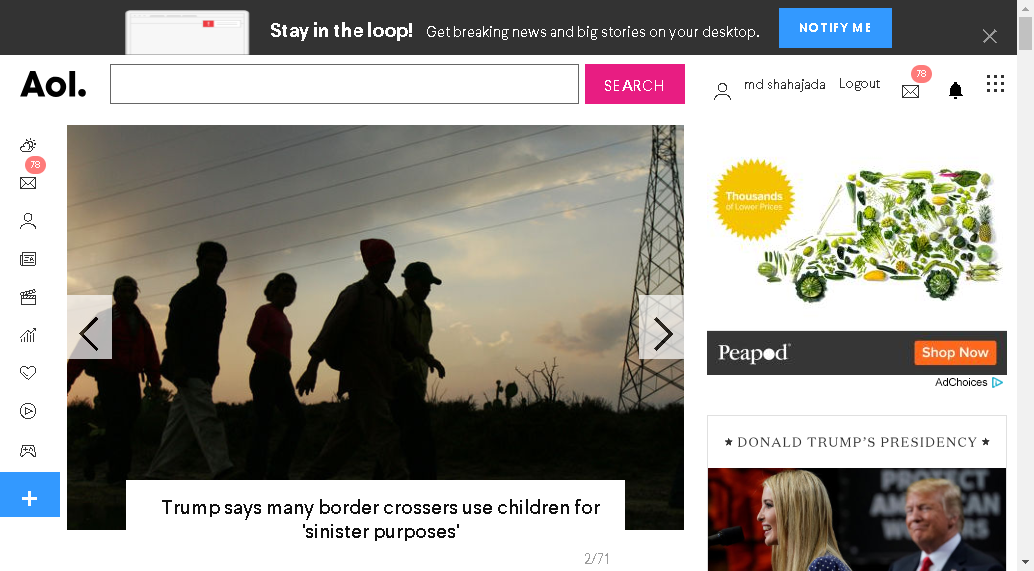 Stay in the loop! Get breaking news and big stories on your desktop.
NOTIFY ME
Aol.
SEARCH
md shahajada
Logout
78
78
Thousands
of Lower Prices
Peapod
Shop Now
AdChoices
Trump says many border crossers use children for
'sinister purposes'
2/71
★ DONALD TRUMP'S PRESIDENCY ★
PROTECT
AMERICAN
WORKERS